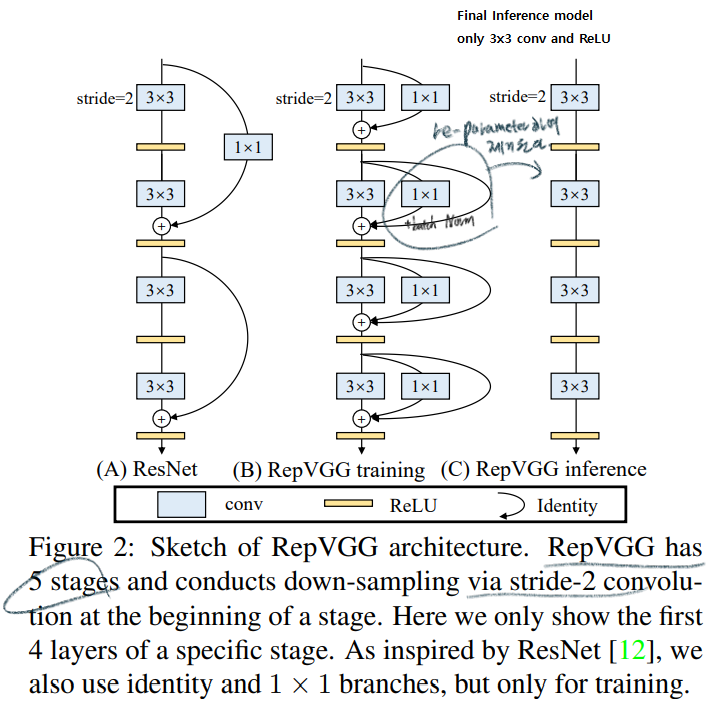 Final Inference model
only 3x3 conv and ReLU
stride=2 3×3
1×1
3×3
+
3×3
3×3
+
(A) ResNet
stride=2 3×3 1×1
+
3×3 1×1
+batch Norm
+
3×3 1×1
+
3×3 1×1
+
(B) RepVGG training
re-parameter
stride=2 3×3
3×3
3×3
3×3
(C) RepVGG inference
conv ReLU Identity
Figure 2: Sketch of RepVGG architecture. RepVGG has
5 stages and conducts down-sampling via stride-2 convolu-
tion at the beginning of a stage. Here we only show the first
4 layers of a specific stage. As inspired by ResNet [12], we
also use identity and 1 × 1 branches, but only for training.